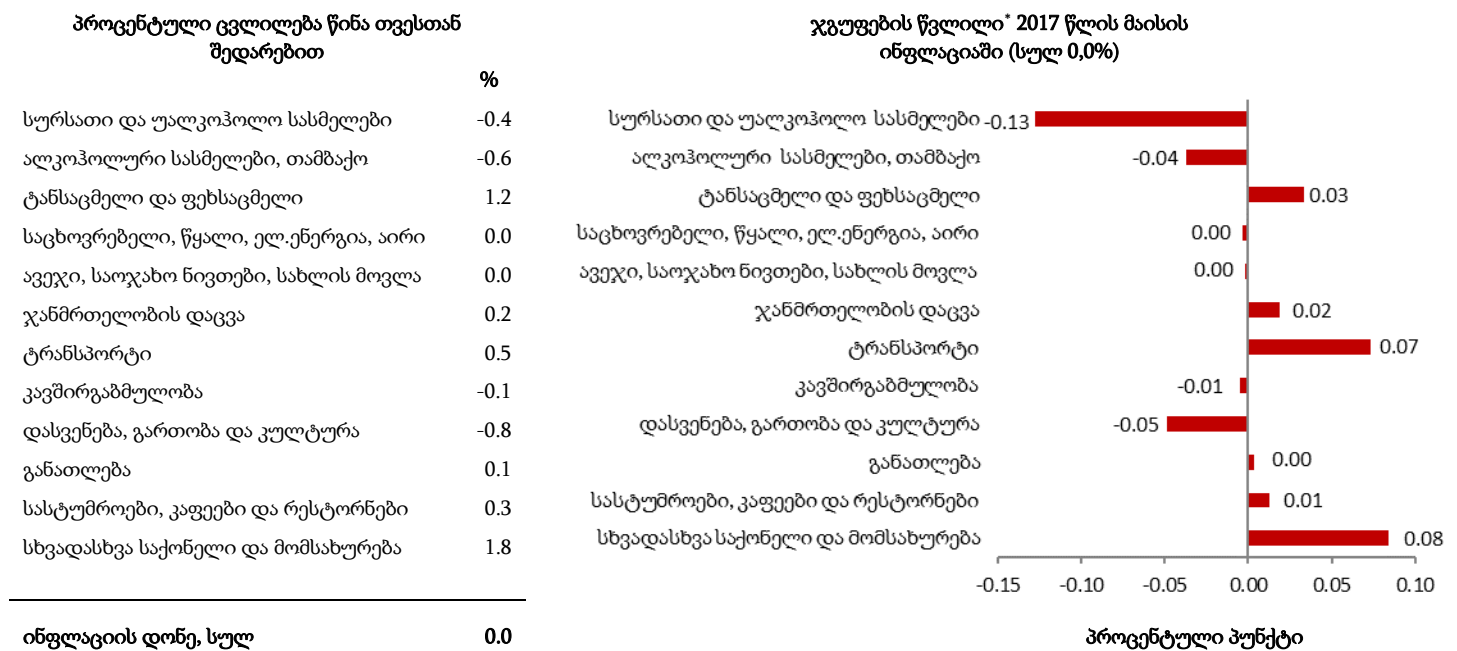 პროცენტული ცვლილება წინა თვესთან
შედარებით
%
სურსათი და უალკოჰოლო სასმელები -0.4
ალკოჰოლური სასმელები, თამბაქო -0.6
ტანსაცმელი და ფეხსაცმელი 1.2
საცხოვრებელი, წყალი, ელ.ენერგია, აირი 0.0
ავეჯი, საოჯახო ნივთები, სახლის მოვლა 0.0
ჯანმრთელობის დაცვა 0.2
ტრანსპორტი 0.5
კავშირგაბმულობა -0.1
დასვენება, გართობა და კულტურა -0.8
განათლება 0.1
სასტუმროები, კაფეები და რესტორნები 0.3
სხვადასხვა საქონელი და მომსახურება 1.8
ინფლაციის დონე, სულ 0.0
ჯგუფების წვლილი* 2017 წლის მაისის
ინფლაციაში (სულ 0,0%)
სურსათი და უალკოჰოლო სასმელები -0.13
ალკოჰოლური სასმელები, თამბაქო -0.04
ტანსაცმელი და ფეხსაცმელი 0.03
საცხოვრებელი, წყალი, ელ.ენერგია, აირი 0.00
ავეჯი, საოჯახო ნივთები, სახლის მოვლა 0.00
ჯანმრთელობის დაცვა 0.02
ტრანსპორტი 0.07
კავშირგაბმულობა -0.01
დასვენება, გართობა და კულტურა -0.05
განათლება 0.00
სასტუმროები, კაფეები და რესტორნები 0.01
სხვადასხვა საქონელი და მომსახურება 0.08
-0.15 -0.10 -0.05 0.00 0.05 0.10
პროცენტული პუნქტი